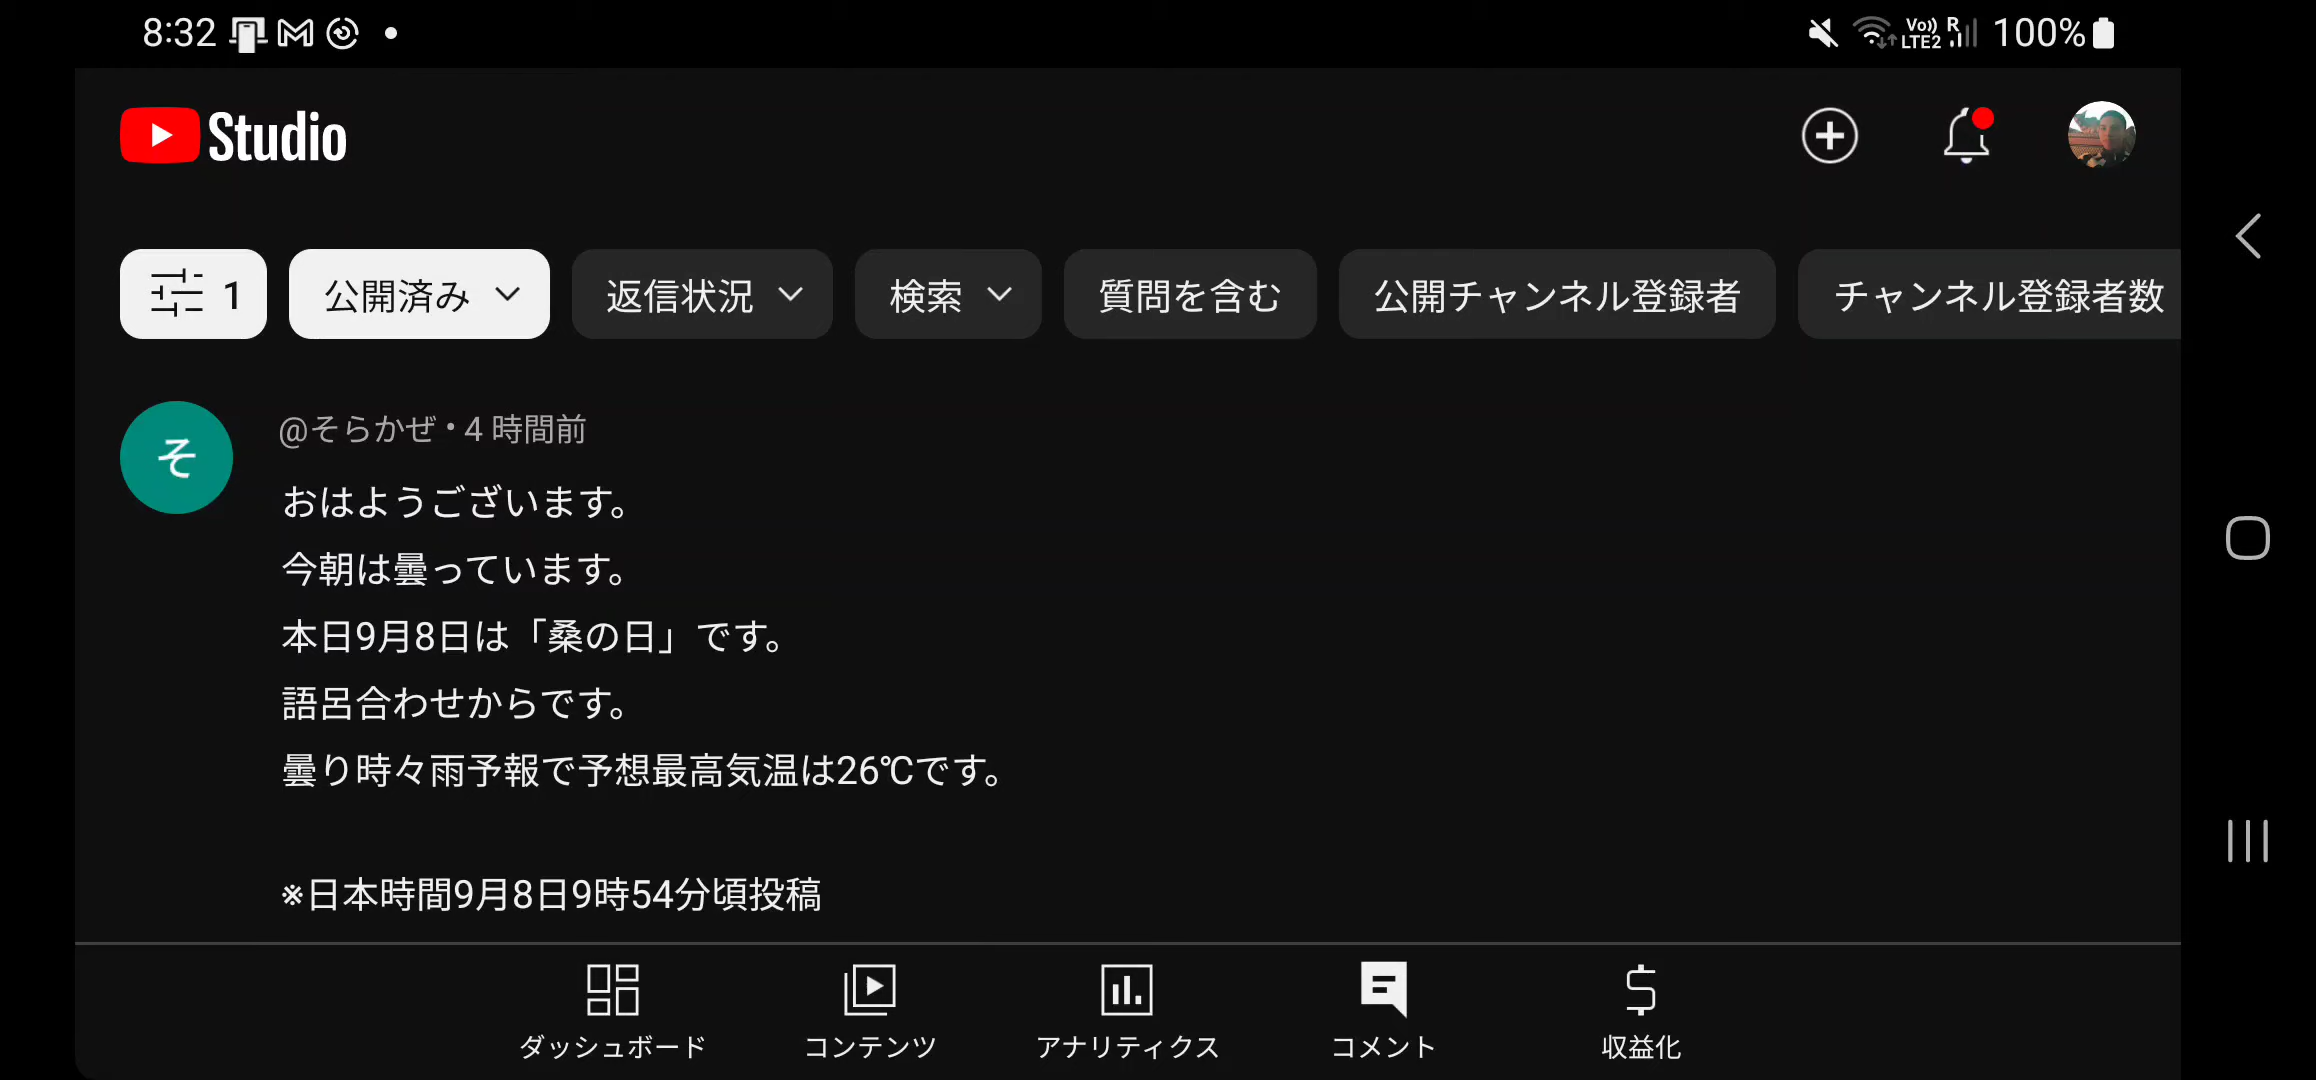 8:32
Vo)) R
LTE2
100%
Studio
1
公開済み
返信状況
検索
質問を含む
公開チャンネル登録者
チャンネル登録者数
そ
@そらかぜ • 4 時間前
おはようございます。
今朝は曇っています。
本日9月8日は「桑の日」です。
語呂合わせからです。
曇り時々雨予報で予想最高気温は26℃です。
※日本時間9月8日9時54分頃投稿
ダッシュボード
コンテンツ
アナリティクス
コメント
収益化